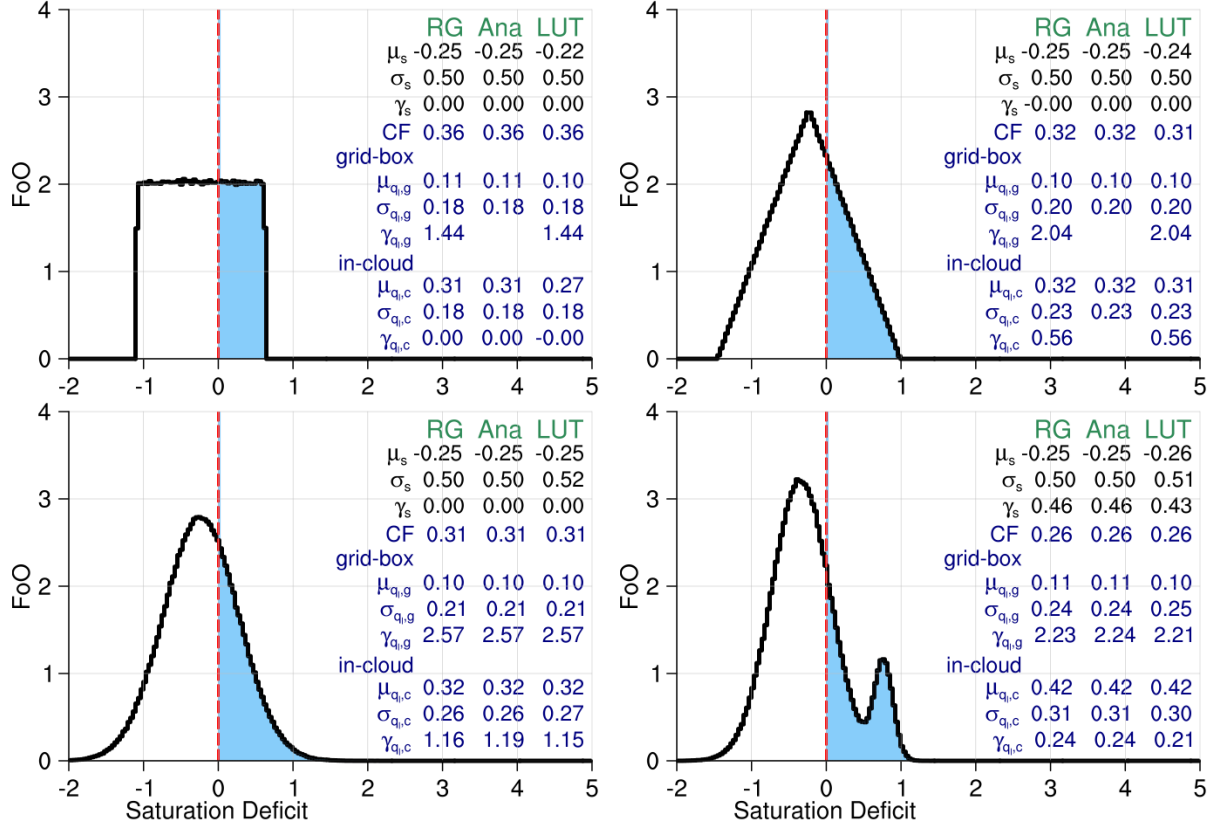 4
RG Ana LUT
μs -0.25 -0.25 -0.22
σs 0.50 0.50 0.50
3
γs 0.00 0.00 0.00
CF 0.36 0.36 0.36
grid-box
FoO
2
μql,g 0.11 0.11 0.10
σql,g 0.18 0.18 0.18
γql,g 1.44 1.44
in-cloud
1
μql,c 0.31 0.31 0.27
σql,c 0.18 0.18 0.18
γql,c 0.00 0.00 -0.00
0
-2 -1 0 1 2 3 4 5
4
RG Ana LUT
μs -0.25 -0.25 -0.24
σs 0.50 0.50 0.50
3
γs -0.00 0.00 0.00
CF 0.32 0.32 0.31
grid-box
FoO
2
μql,g 0.10 0.10 0.10
σql,g 0.20 0.20 0.20
γql,g 2.04 2.04
in-cloud
1
μql,c 0.32 0.32 0.31
σql,c 0.23 0.23 0.23
γql,c 0.56 0.56
0
-2 -1 0 1 2 3 4 5
4
RG Ana LUT
μs -0.25 -0.25 -0.25
σs 0.50 0.50 0.52
3
γs 0.00 0.00 0.00
CF 0.31 0.31 0.31
grid-box
FoO
2
μql,g 0.10 0.10 0.10
σql,g 0.21 0.21 0.21
γql,g 2.57 2.57 2.57
in-cloud
1
μql,c 0.32 0.32 0.32
σql,c 0.26 0.26 0.27
γql,c 1.16 1.19 1.15
0
-2 -1 0 1 2 3 4 5
Saturation Deficit
4
RG Ana LUT
μs -0.25 -0.25 -0.26
σs 0.50 0.50 0.51
3
γs 0.46 0.46 0.43
CF 0.26 0.26 0.26
grid-box
FoO
2
μql,g 0.11 0.11 0.10
σql,g 0.24 0.24 0.25
γql,g 2.23 2.24 2.21
in-cloud
1
μql,c 0.42 0.42 0.42
σql,c 0.31 0.31 0.30
γql,c 0.24 0.24 0.21
0
-2 -1 0 1 2 3 4 5
Saturation Deficit